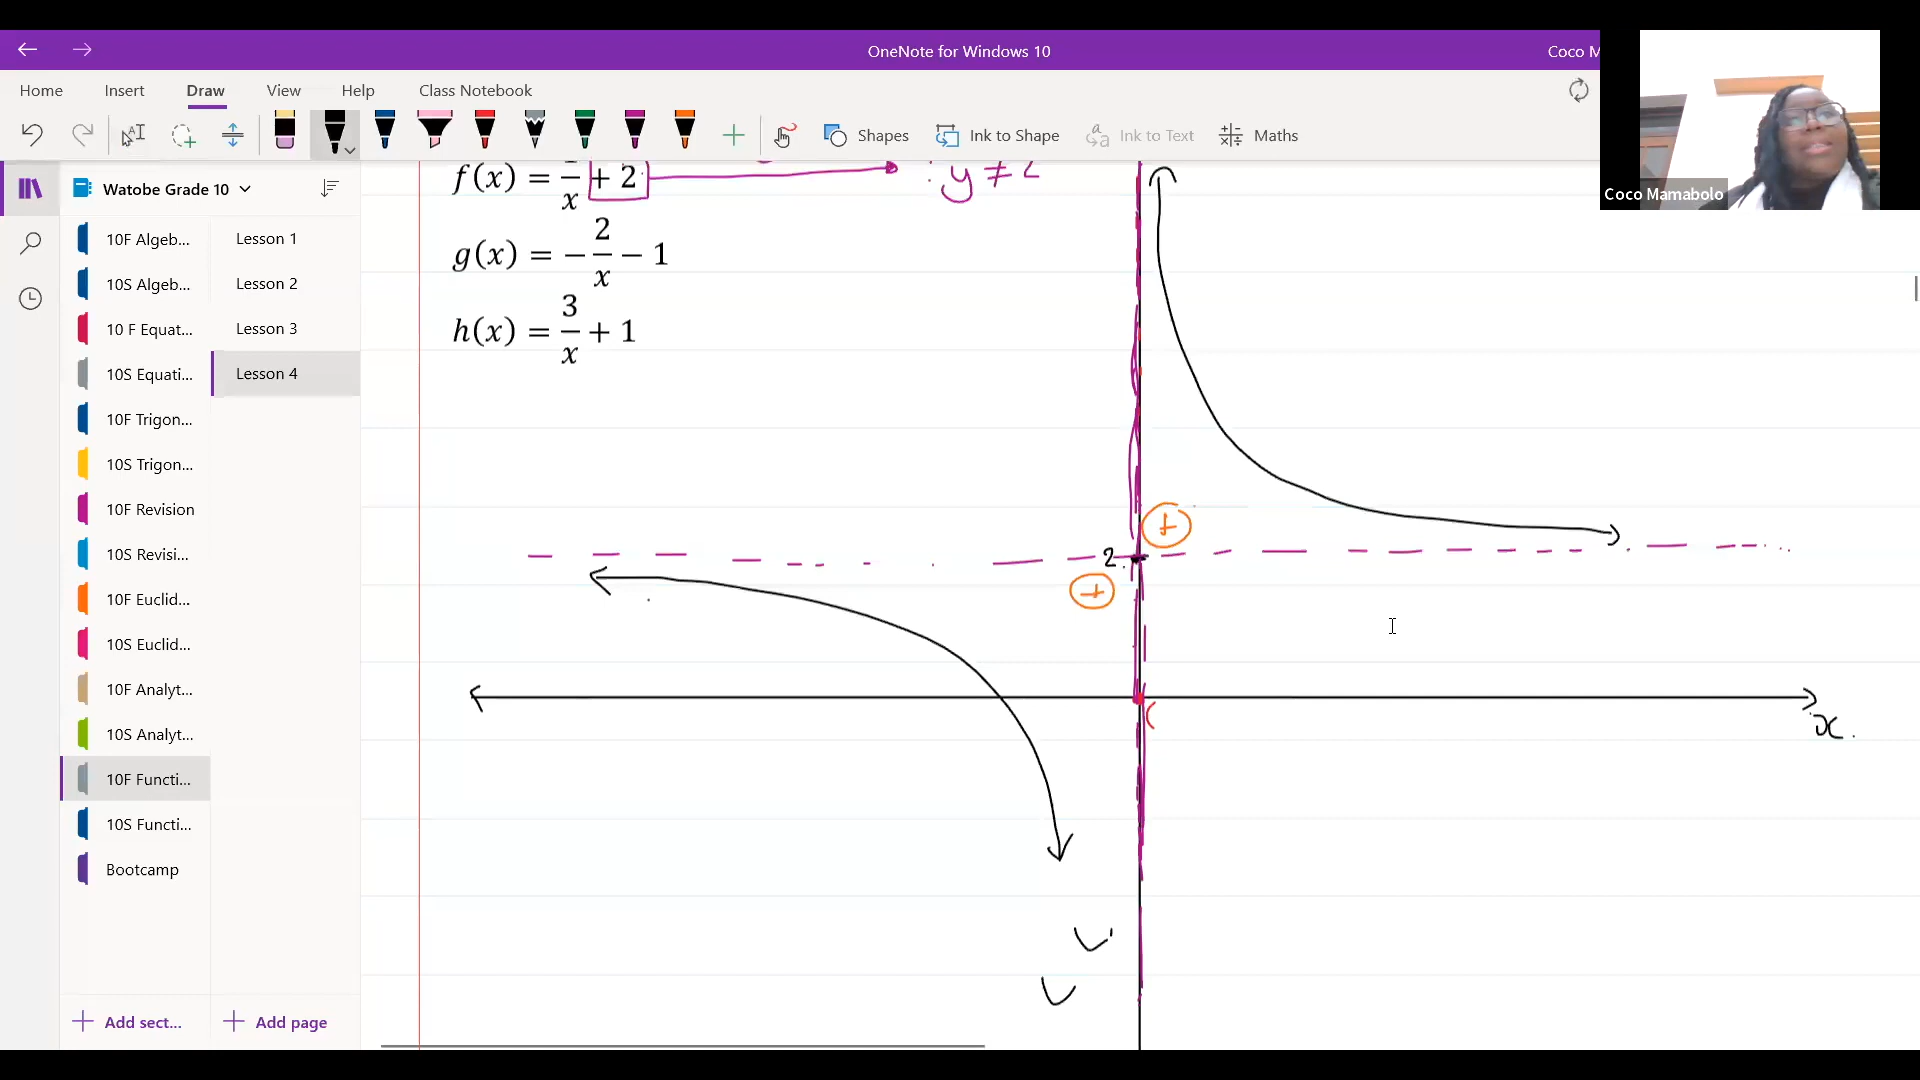 OneNote for Windows 10
Coco M
Home Insert Draw View Help Class Notebook
Shapes Ink to Shape Ink to Text Maths
Coco Mamabolo
Watobe Grade 10
10F Algeb...
10S Algeb...
10 F Equat...
10S Equati...
10F Trigon...
10S Trigon...
10F Revision
10S Revisi...
10F Euclid...
10S Euclid...
10F Analyt...
10S Analyt...
10F Functi...
10S Functi...
Bootcamp
Add sect...
Lesson 1
Lesson 2
Lesson 3
Lesson 4
Add page
f(x) = 1/x + 2 y ≠ 2
g(x) = −2/x − 1
h(x) = 3/x + 1
+
2
+
x